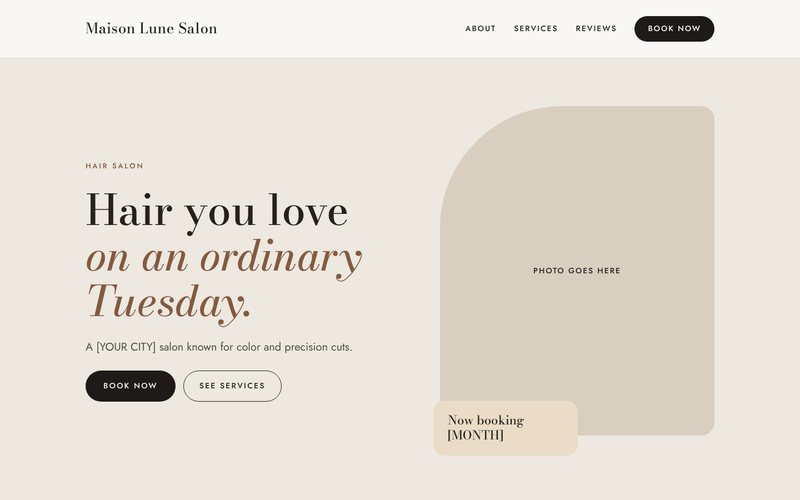 Maison Lune Salon
ABOUT SERVICES REVIEWS BOOK NOW
HAIR SALON
Hair you love
on an ordinary
Tuesday.
A [YOUR CITY] salon known for color and precision cuts.
BOOK NOW SEE SERVICES
PHOTO GOES HERE
Now booking
[MONTH]